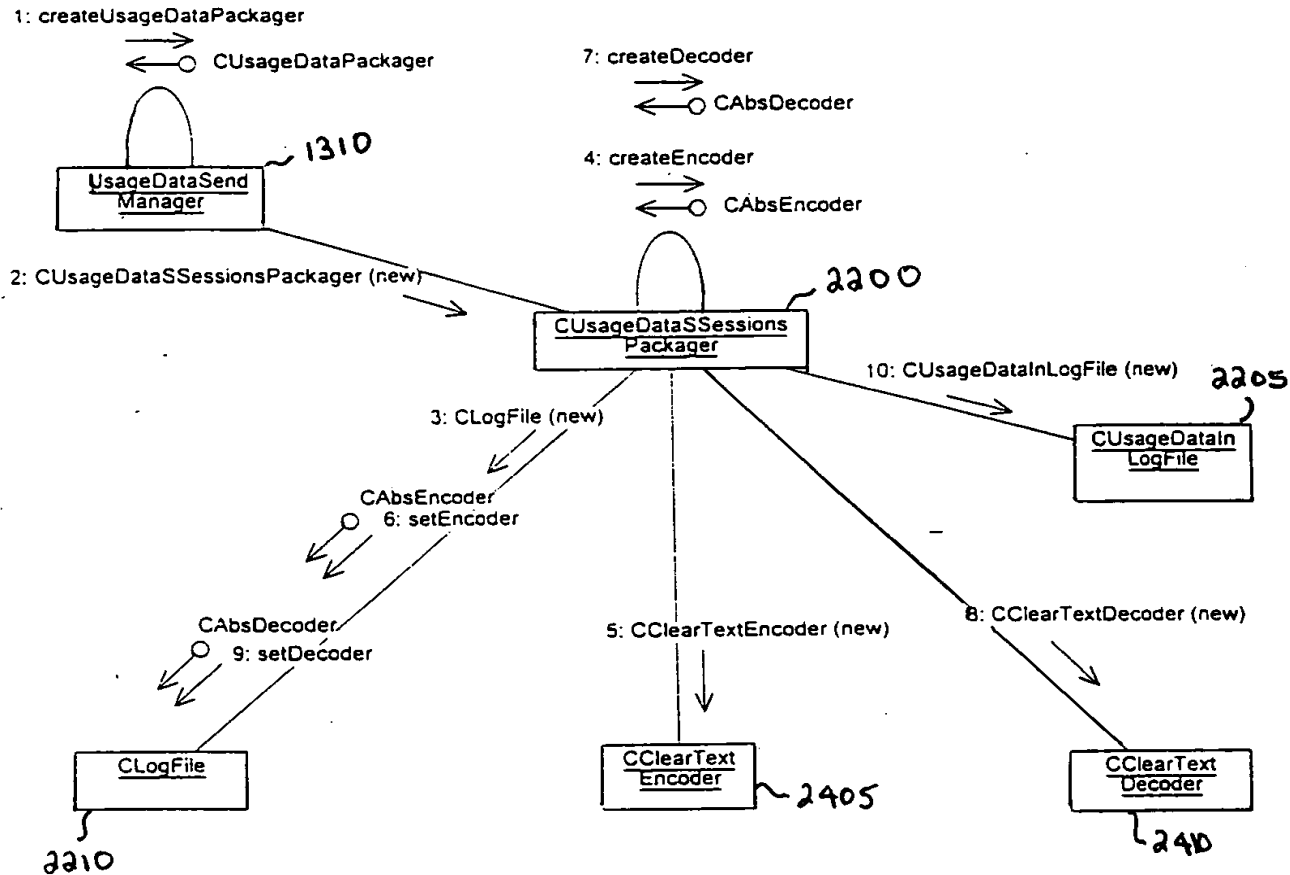 1: createUsageDataPackager
CUsageDataPackager
7: createDecoder
CAbsDecoder
1310
4: createEncoder
CAbsEncoder
UsageDataSend
Manager
2: CUsageDataSSessionsPackager (new)
2200
CUsageDataSSessions
Packager
10: CUsageDataInLogFile (new)
2205
3: CLogFile (new)
CUsageDataIn
LogFile
CAbsEncoder
6: setEncoder
CAbsDecoder
9: setDecoder
5: CClearTextEncoder (new)
8: CClearTextDecoder (new)
CLogFile
CClearText
Encoder
CClearText
Decoder
2405
2410
2210